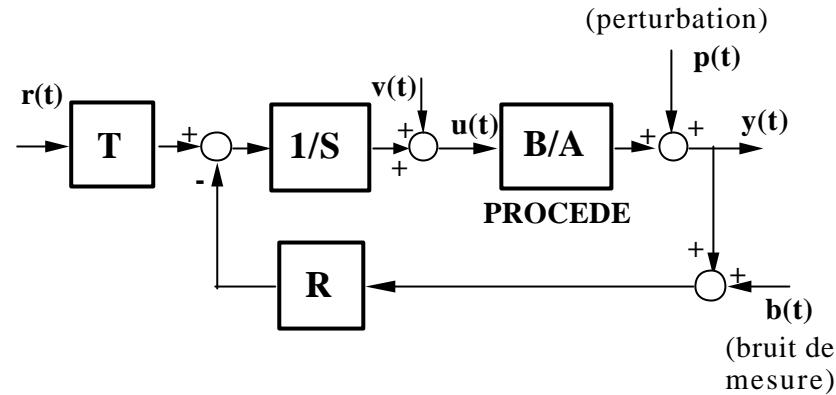 (perturbation)
p(t)
r(t)
v(t)
u(t)
y(t)
T
+
-
1/S
+
+
B/A
+
+
PROCEDE
R
+
+
b(t)
(bruit de
mesure)